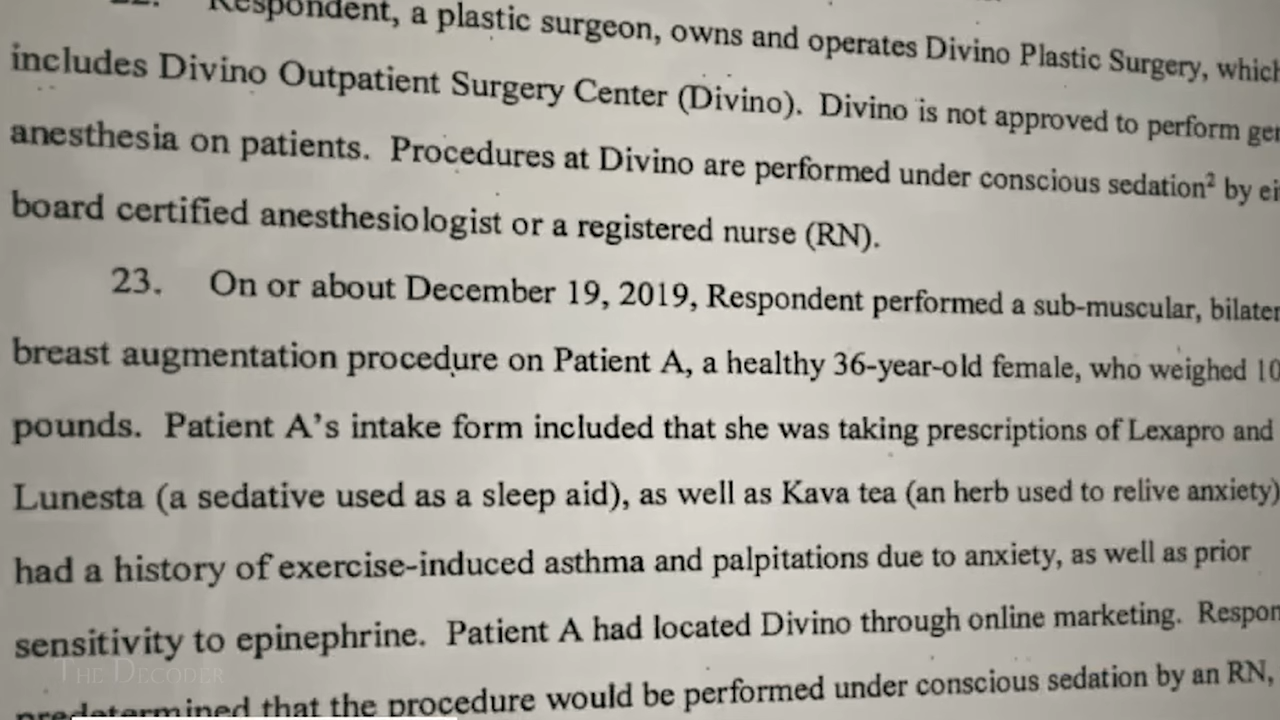 Respondent, a plastic surgeon, owns and operates Divino Plastic Surgery, which
includes Divino Outpatient Surgery Center (Divino). Divino is not approved to perform
anesthesia on patients. Procedures at Divino are performed under conscious sedation² by
board certified anesthesiologist or a registered nurse (RN).
23. On or about December 19, 2019, Respondent performed a sub-muscular,
breast augmentation procedure on Patient A, a healthy 36-year-old female, who weighed
pounds. Patient A's intake form included that she was taking prescriptions of Lexapro and
Lunesta (a sedative used as a sleep aid), as well as Kava tea (an herb used to relive anxiety)
had a history of exercise-induced asthma and palpitations due to anxiety, as well as prior
sensitivity to epinephrine. Patient A had located Divino through online marketing.
THE DECODER
predetermined that the procedure would be performed under conscious sedation by an RN,